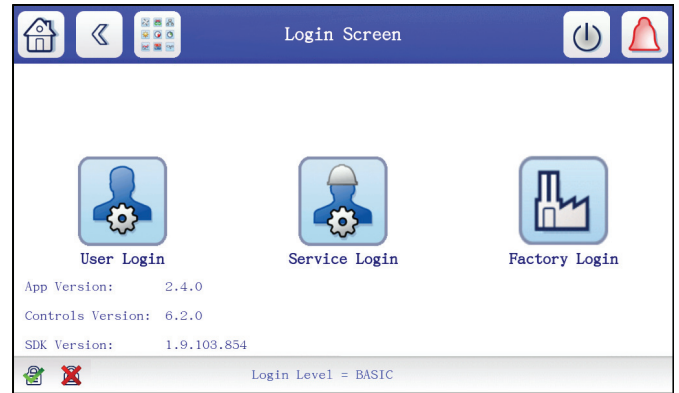 Login Screen
User Login
Service Login
Factory Login
App Version: 2.4.0
Controls Version: 6.2.0
SDK Version: 1.9.103.854
Login Level = BASIC